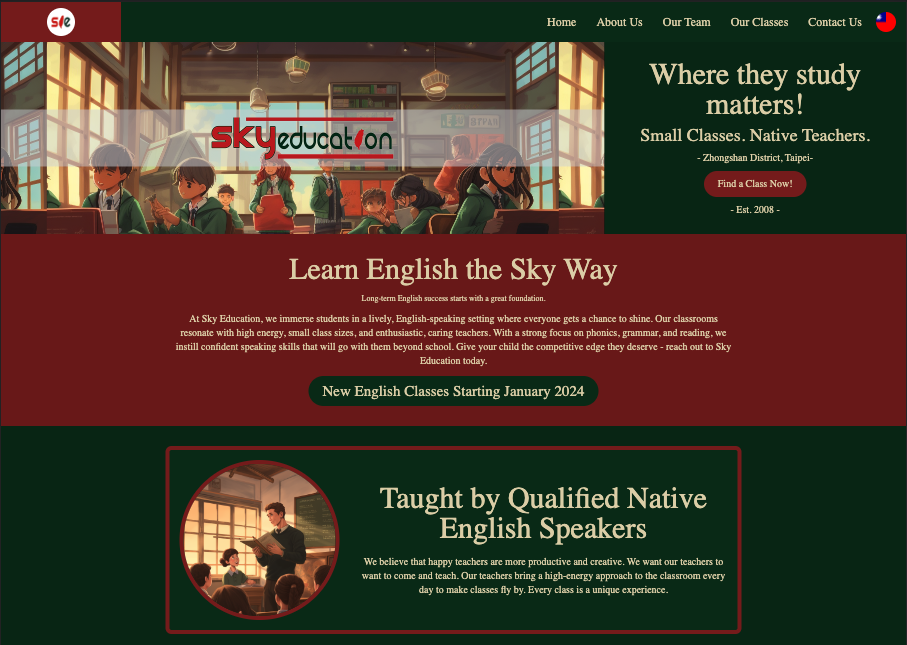 s/e
Home About Us Our Team Our Classes Contact Us
skyeducation
Where they study
matters!
Small Classes. Native Teachers.
- Zhongshan District, Taipei-
Find a Class Now!
- Est. 2008 -
Learn English the Sky Way
Long-term English success starts with a great foundation.
At Sky Education, we immerse students in a lively, English-speaking setting where everyone gets a chance to shine. Our classrooms
resonate with high energy, small class sizes, and enthusiastic, caring teachers. With a strong focus on phonics, grammar, and reading, we
instill confident speaking skills that will go with them beyond school. Give your child the competitive edge they deserve - reach out to Sky
Education today.
New English Classes Starting January 2024
Taught by Qualified Native
English Speakers
We believe that happy teachers are more productive and creative. We want our teachers to
want to come and teach. Our teachers bring a high-energy approach to the classroom every
day to make classes fly by. Every class is a unique experience.